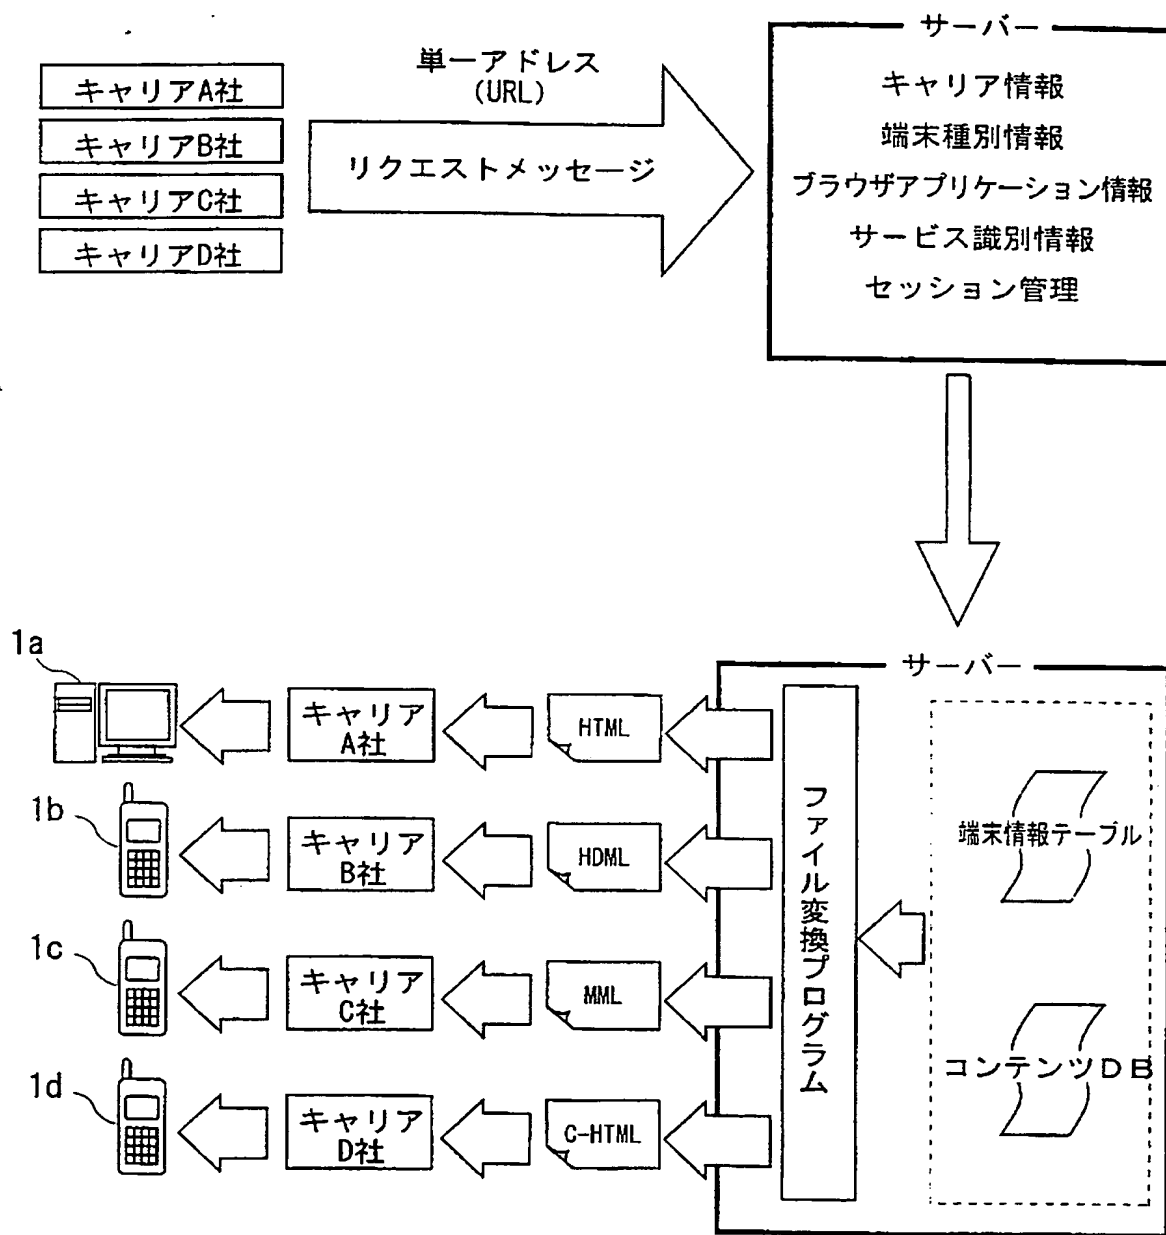 サーバー
単一アドレス
(URL)
キャリアA社
キャリアB社
キャリアC社
キャリアD社
リクエストメッセージ
キャリア情報
端末種別情報
ブラウザアプリケーション情報
サービス識別情報
セッション管理
サーバー
1a
キャリア
A社
HTML
1b
キャリア
B社
HDML
1c
キャリア
C社
MML
1d
キャリア
D社
C-HTML
ファイル変換プログラム
端末情報テーブル
コンテンツDB